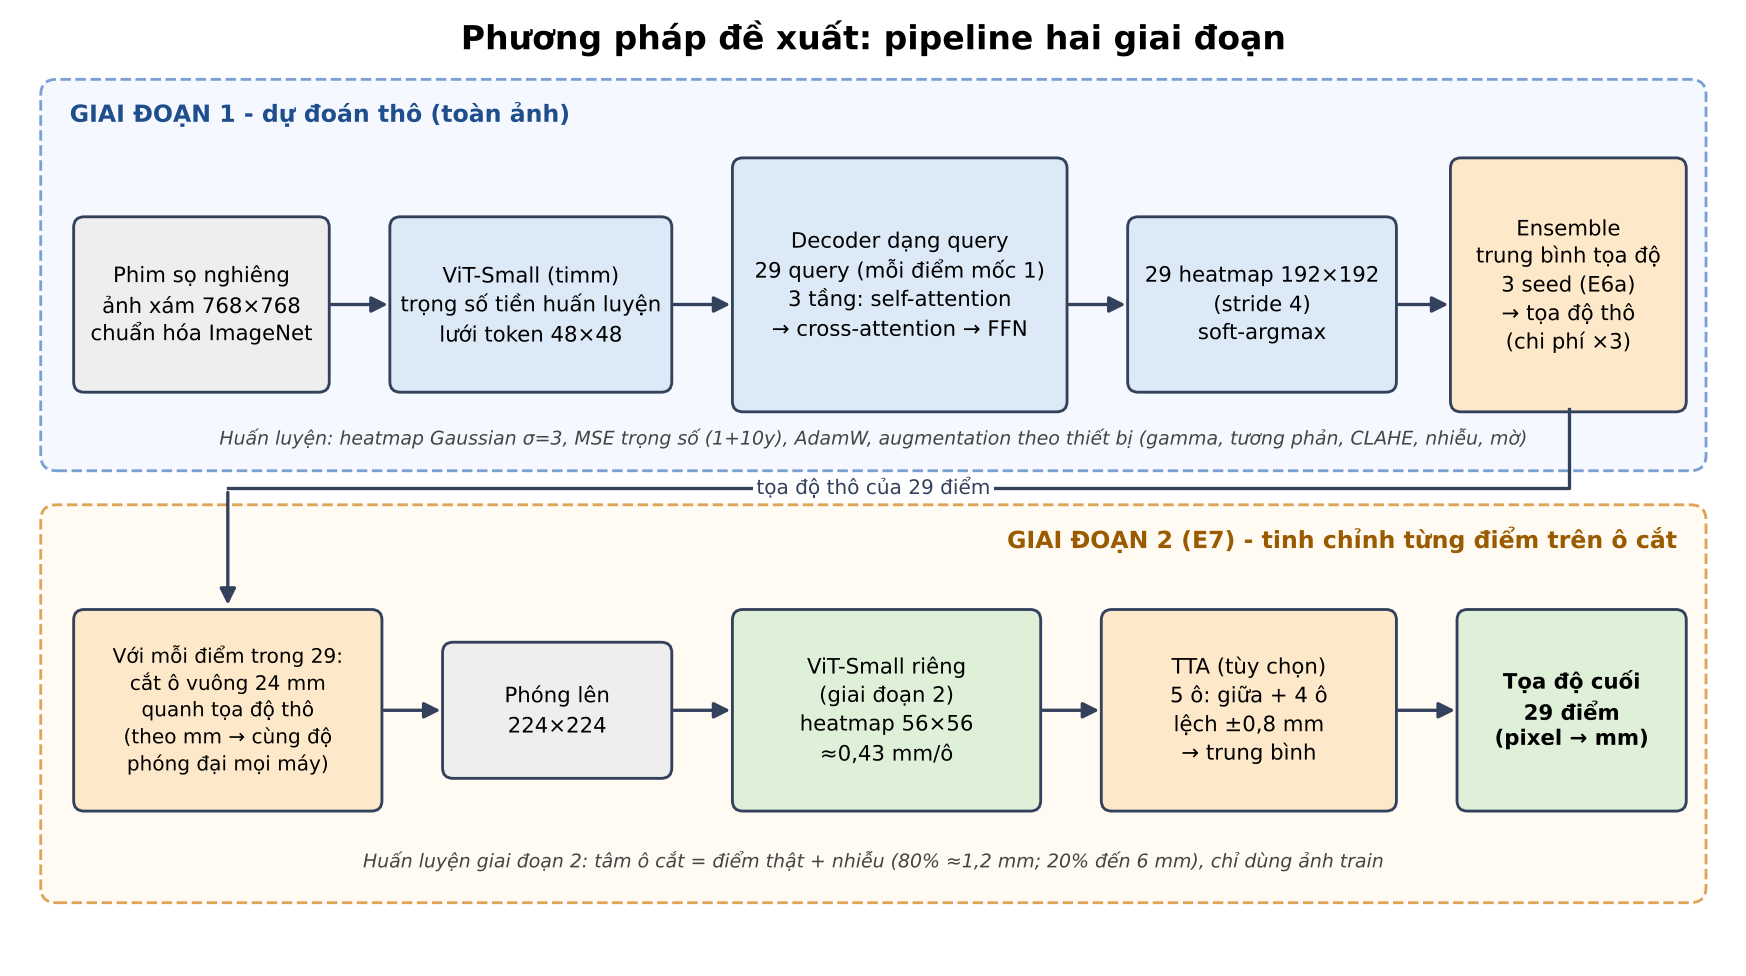 Phương pháp đề xuất: pipeline hai giai đoạn
GIAI ĐOẠN 1 - dự đoán thô (toàn ảnh)
Phim sọ nghiêng
ảnh xám 768×768
chuẩn hóa ImageNet
ViT-Small (timm)
trọng số tiền huấn luyện
lưới token 48×48
Decoder dạng query
29 query (mỗi điểm mốc 1)
3 tầng: self-attention
→ cross-attention → FFN
29 heatmap 192×192
(stride 4)
soft-argmax
Ensemble
trung bình tọa độ
3 seed (E6a)
→ tọa độ thô
(chi phí ×3)
Huấn luyện: heatmap Gaussian σ=3, MSE trọng số (1+10y), AdamW, augmentation theo thiết bị (gamma, tương phản, CLAHE, nhiễu, mờ)
tọa độ thô của 29 điểm
GIAI ĐOẠN 2 (E7) - tinh chỉnh từng điểm trên ô cắt
Với mỗi điểm trong 29:
cắt ô vuông 24 mm
quanh tọa độ thô
(theo mm → cùng độ
phóng đại mọi máy)
Phóng lên
224×224
ViT-Small riêng
(giai đoạn 2)
heatmap 56×56
≈0,43 mm/ô
TTA (tùy chọn)
5 ô: giữa + 4 ô
lệch ±0,8 mm
→ trung bình
Tọa độ cuối
29 điểm
(pixel → mm)
Huấn luyện giai đoạn 2: tâm ô cắt = điểm thật + nhiễu (80% ≈1,2 mm; 20% đến 6 mm), chỉ dùng ảnh train